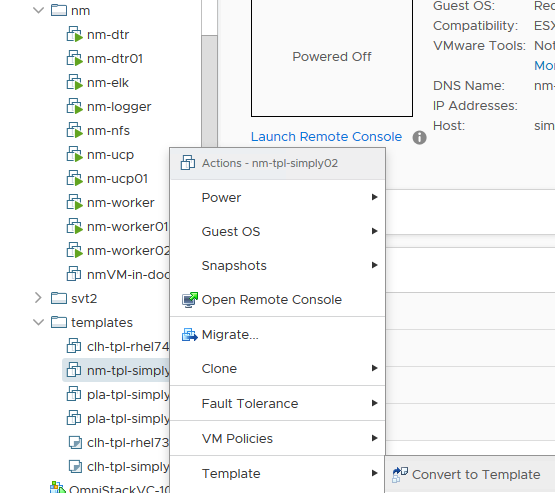 nm
nm-dtr
nm-dtr01
nm-elk
nm-logger
nm-nfs
nm-ucp
nm-ucp01
nm-worker
nm-worker01
nm-worker02
nmVM-in-doc
svt2
templates
clh-tpl-rhel74
nm-tpl-simply
pla-tpl-simply
pla-tpl-simply
clh-tpl-rhel73
clh-tpl-simply
OmniStackVC-10
Powered Off
Launch Remote Console
Guest OS: Red
Compatibility: ESX
VMware Tools: Not
Mor
DNS Name: nm-
IP Addresses:
Host: sim
Actions - nm-tpl-simply02
Power
Guest OS
Snapshots
Open Remote Console
Migrate...
Clone
Fault Tolerance
VM Policies
Template
Convert to Template